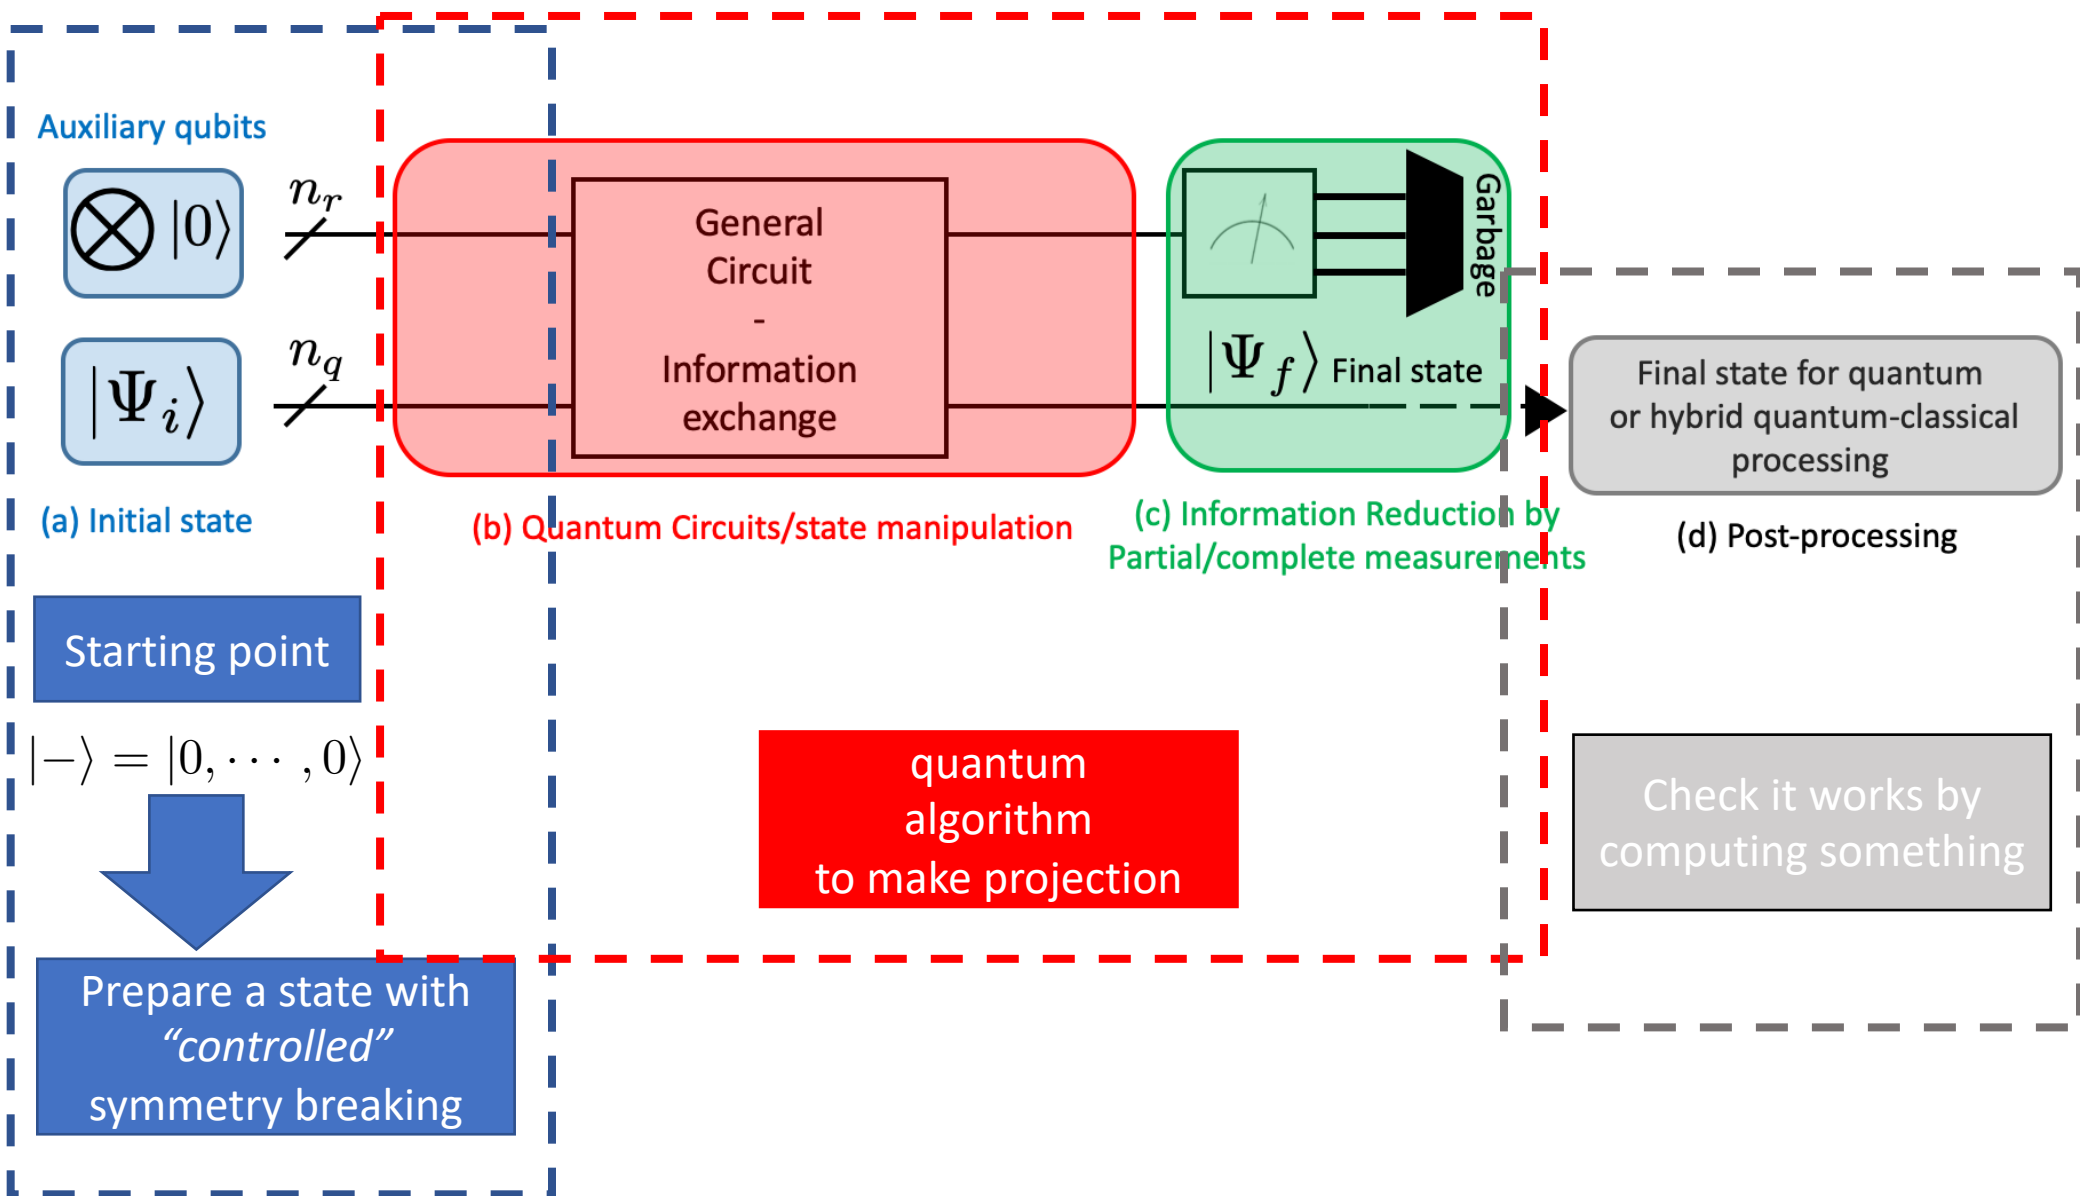 Auxiliary qubits
⊗ |0⟩
n_r
|Ψ_i⟩
n_q
(a) Initial state
General
Circuit
-
Information
exchange
(b) Quantum Circuits/state manipulation
Garbage
|Ψ_f⟩ Final state
(c) Information Reduction by
Partial/complete measurements
Final state for quantum
or hybrid quantum-classical
processing
(d) Post-processing
Starting point
|−⟩ = |0, ··· , 0⟩
Prepare a state with
“controlled”
symmetry breaking
quantum
algorithm
to make projection
Check it works by
computing something